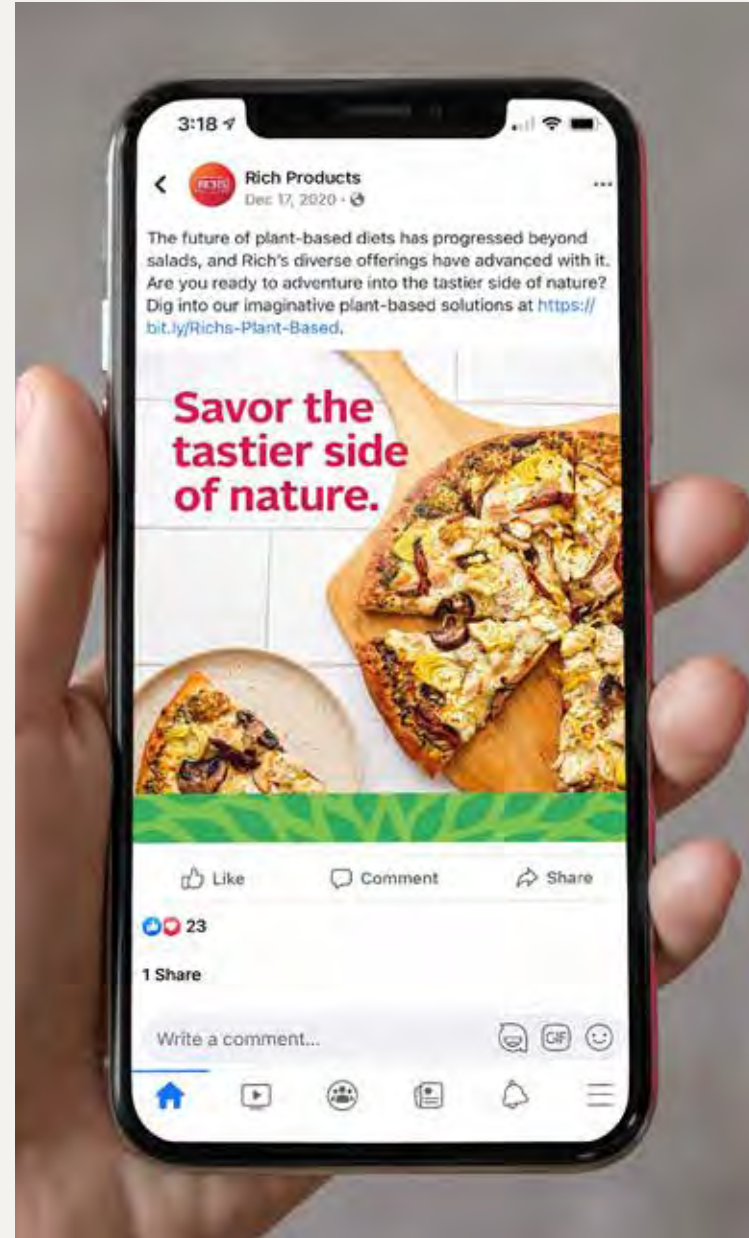 3:18
Rich Products
Dec 17, 2020
RICH'S
The future of plant-based diets has progressed beyond
salads, and Rich's diverse offerings have advanced with it.
Are you ready to adventure into the tastier side of nature?
Dig into our imaginative plant-based solutions at https://
bit.ly/Richs-Plant-Based.
Savor the
tastier side
of nature.
Like Comment Share
23
1 Share
Write a comment... GIF